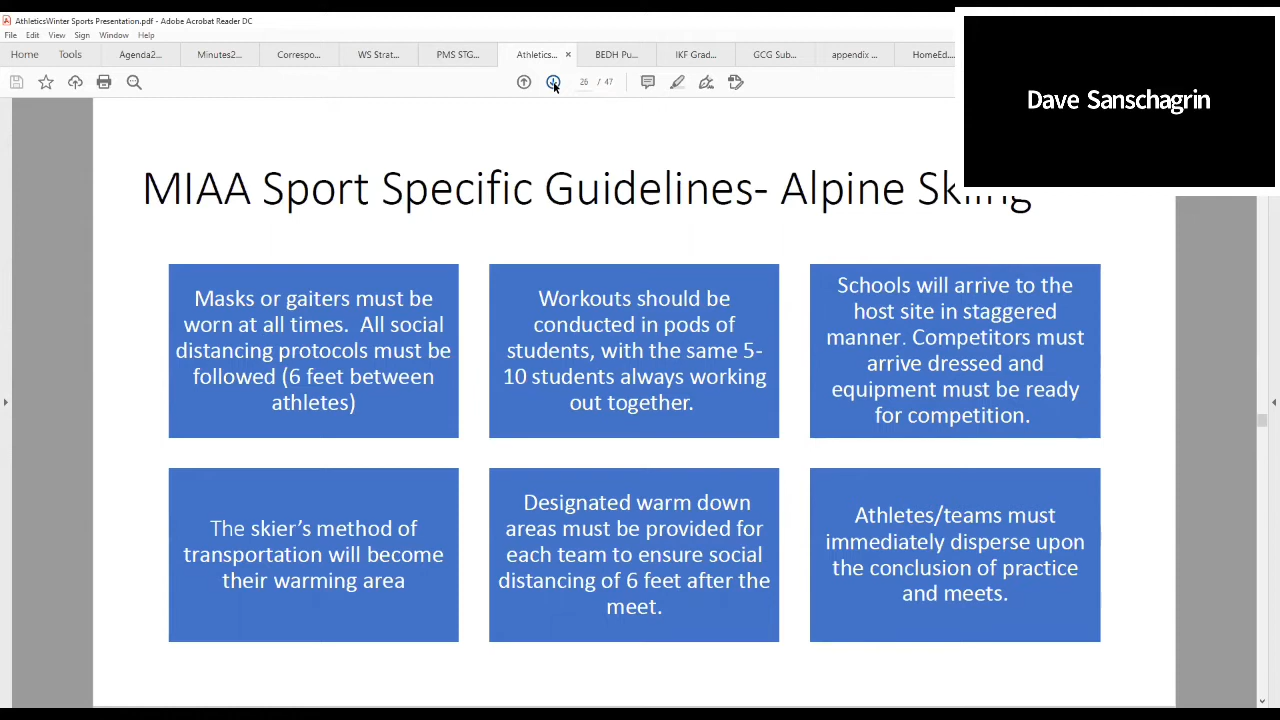 AthleticsWinter Sports Presentation.pdf - Adobe Acrobat Reader DC
File Edit View Sign Window Help
Home Tools Agenda2... Minutes2... Correspo... WS Strat... PMS STG... Athletics... × BEDH Pu... IKF Grad... GCG Sub... appendix ... HomeEd...
26 / 47
Dave Sanschagrin
MIAA Sport Specific Guidelines- Alpine Skiing
Masks or gaiters must be
worn at all times. All social
distancing protocols must be
followed (6 feet between
athletes)
Workouts should be
conducted in pods of
students, with the same 5-
10 students always working
out together.
Schools will arrive to the
host site in staggered
manner. Competitors must
arrive dressed and
equipment must be ready
for competition.
The skier’s method of
transportation will become
their warming area
Designated warm down
areas must be provided for
each team to ensure social
distancing of 6 feet after the
meet.
Athletes/teams must
immediately disperse upon
the conclusion of practice
and meets.